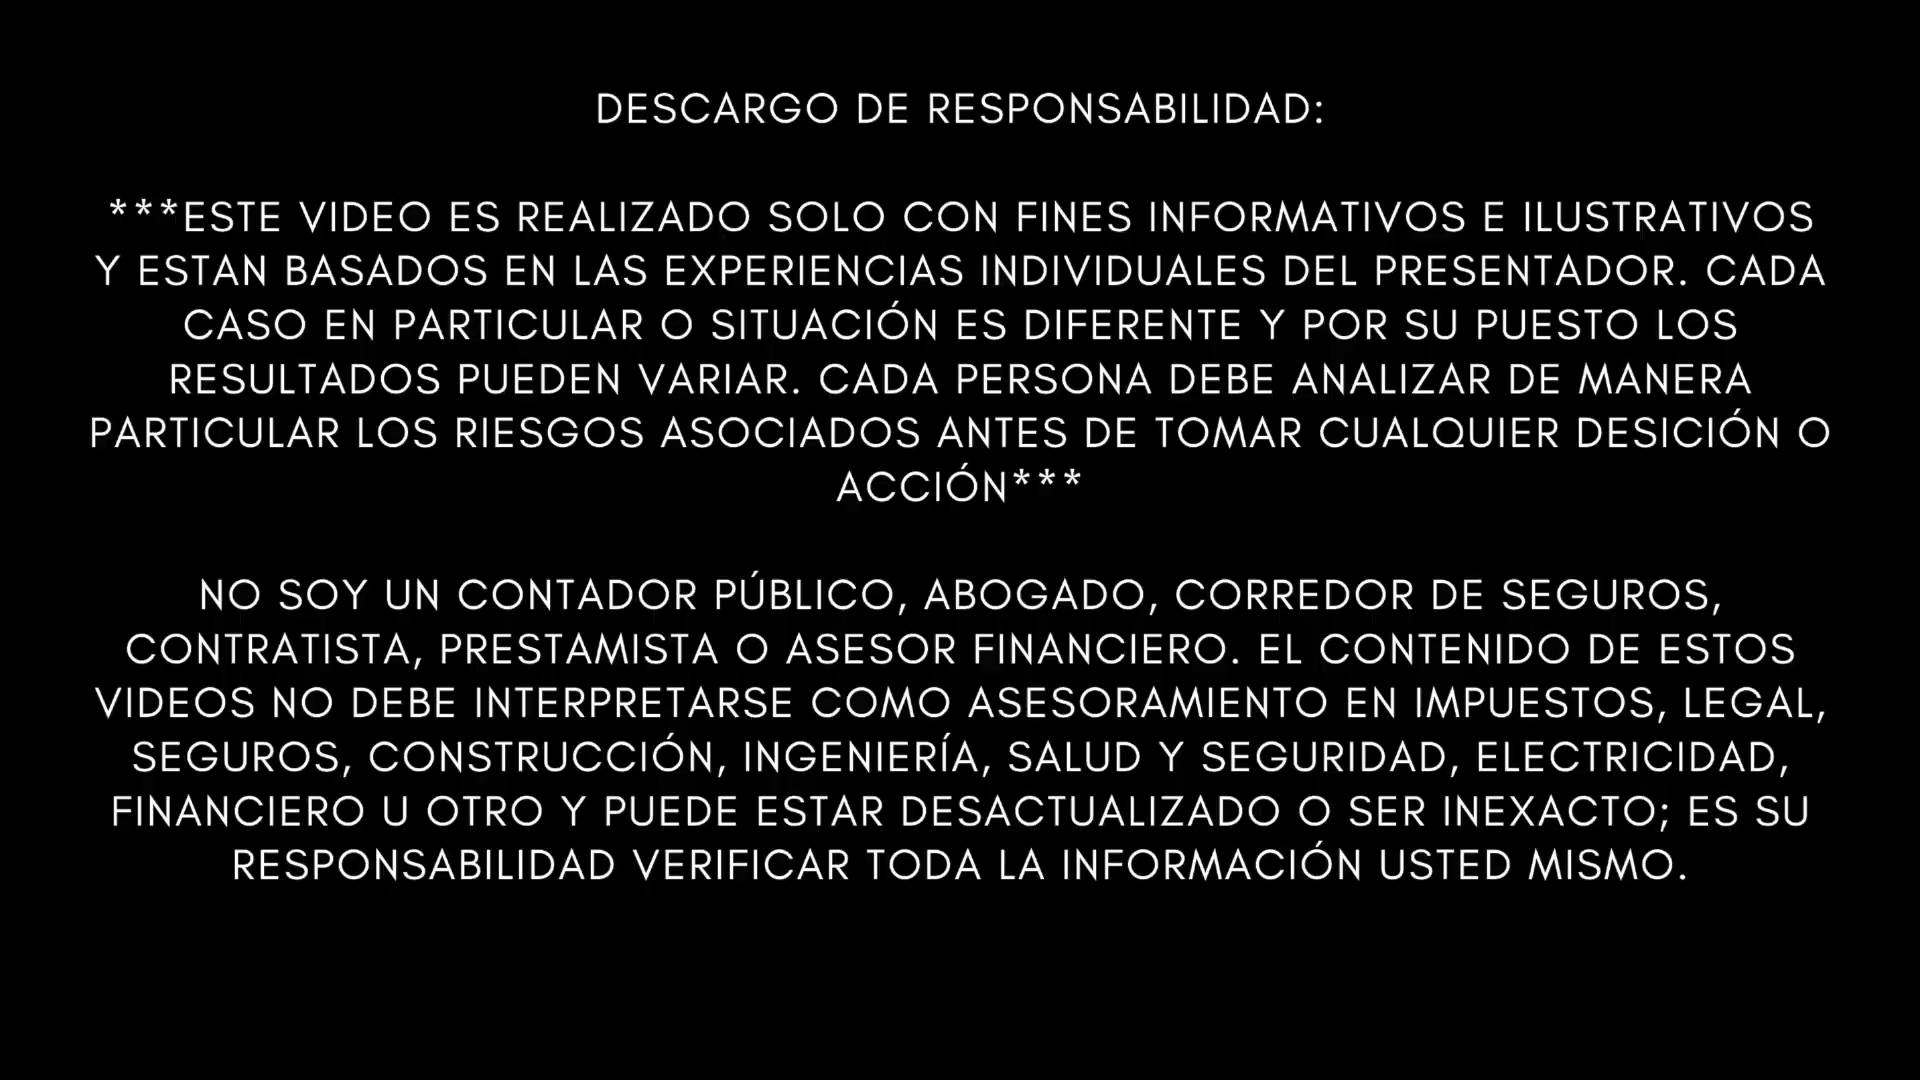 DESCARGO DE RESPONSABILIDAD:
***ESTE VIDEO ES REALIZADO SOLO CON FINES INFORMATIVOS E ILUSTRATIVOS
Y ESTAN BASADOS EN LAS EXPERIENCIAS INDIVIDUALES DEL PRESENTADOR. CADA
CASO EN PARTICULAR O SITUACIÓN ES DIFERENTE Y POR SU PUESTO LOS
RESULTADOS PUEDEN VARIAR. CADA PERSONA DEBE ANALIZAR DE MANERA
PARTICULAR LOS RIESGOS ASOCIADOS ANTES DE TOMAR CUALQUIER DESICIÓN O
ACCIÓN***
NO SOY UN CONTADOR PÚBLICO, ABOGADO, CORREDOR DE SEGUROS,
CONTRATISTA, PRESTAMISTA O ASESOR FINANCIERO. EL CONTENIDO DE ESTOS
VIDEOS NO DEBE INTERPRETARSE COMO ASESORAMIENTO EN IMPUESTOS, LEGAL,
SEGUROS, CONSTRUCCIÓN, INGENIERÍA, SALUD Y SEGURIDAD, ELECTRICIDAD,
FINANCIERO U OTRO Y PUEDE ESTAR DESACTUALIZADO O SER INEXACTO; ES SU
RESPONSABILIDAD VERIFICAR TODA LA INFORMACIÓN USTED MISMO.